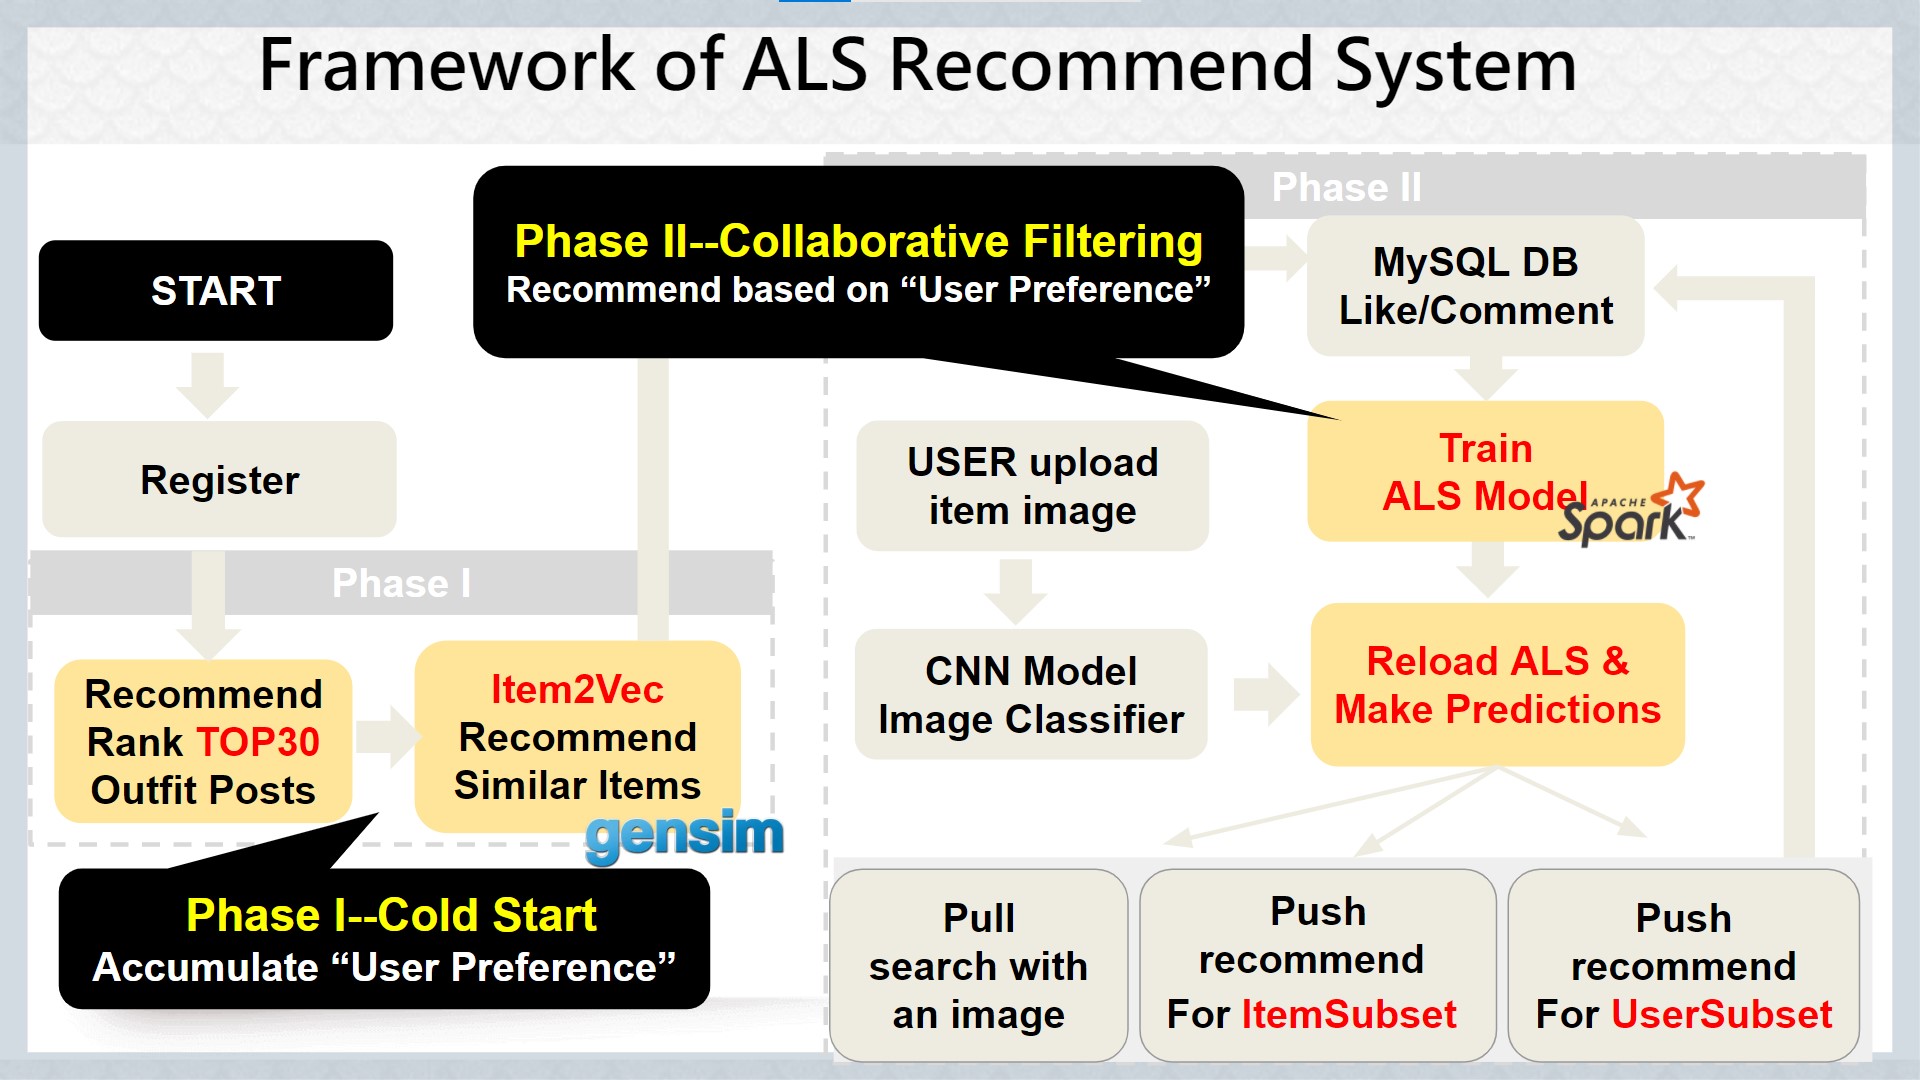 Framework of ALS Recommend System
Phase II
Phase II--Collaborative Filtering
Recommend based on “User Preference”
START
Register
Phase I
Recommend
Rank TOP30
Outfit Posts
Item2Vec
Recommend
Similar Items
gensim
Phase I--Cold Start
Accumulate “User Preference”
MySQL DB
Like/Comment
USER upload
item image
Train
ALS Model
APACHE
Spark™
CNN Model
Image Classifier
Reload ALS &
Make Predictions
Pull
search with
an image
Push
recommend
For ItemSubset
Push
recommend
For UserSubset